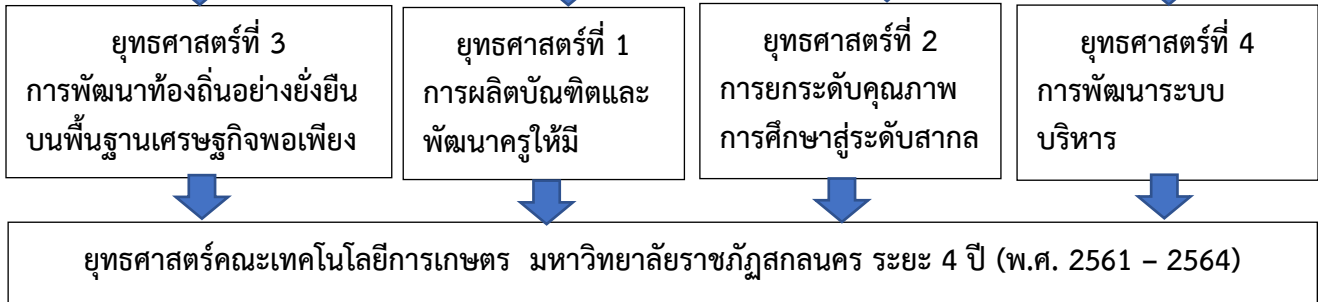 ยุทธศาสตร์ที่ 3
การพัฒนาท้องถิ่นอย่างยั่งยืน
บนพื้นฐานเศรษฐกิจพอเพียง
ยุทธศาสตร์ที่ 1
การผลิตบัณฑิตและ
พัฒนาครูให้มี
ยุทธศาสตร์ที่ 2
การยกระดับคุณภาพ
การศึกษาสู่ระดับสากล
ยุทธศาสตร์ที่ 4
การพัฒนาระบบ
บริหาร
ยุทธศาสตร์คณะเทคโนโลยีการเกษตร มหาวิทยาลัยราชภัฏสกลนคร ระยะ 4 ปี (พ.ศ. 2561 – 2564)